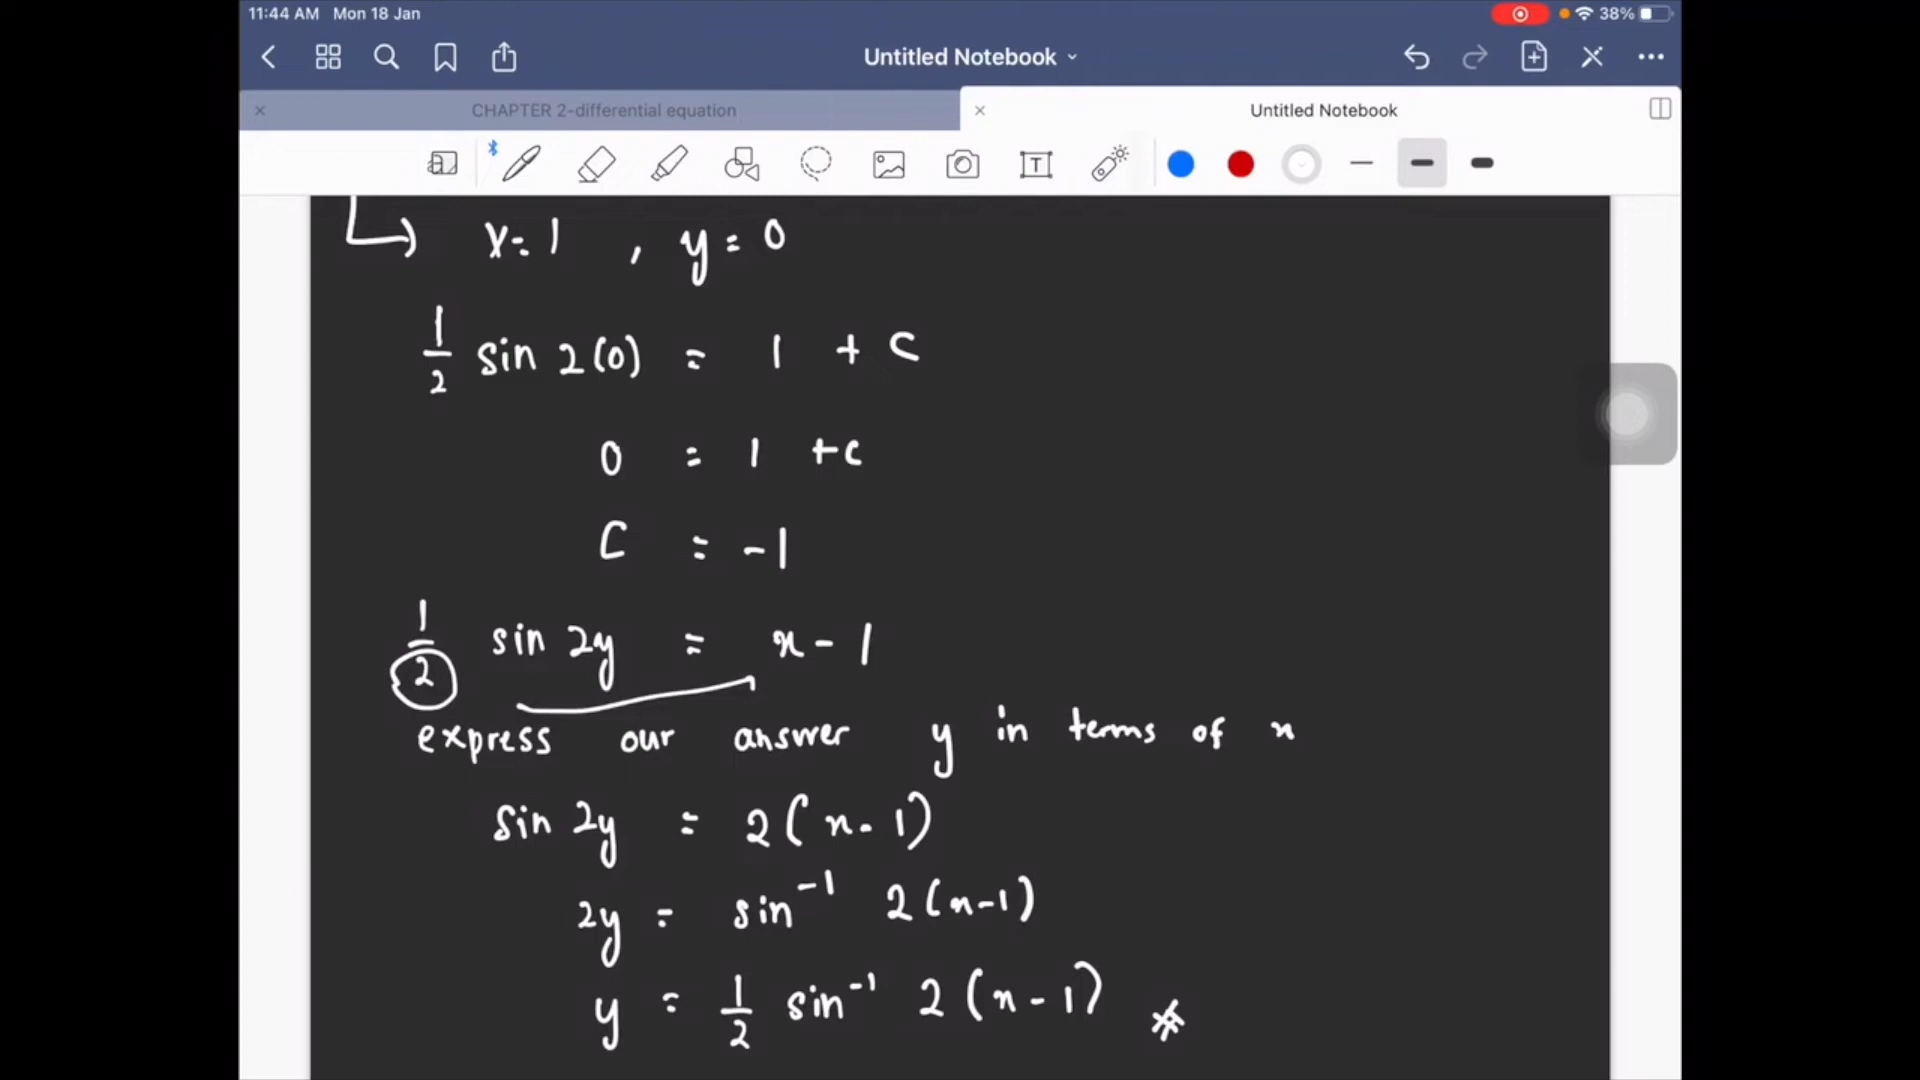 11:44 AM Mon 18 Jan
38%
Untitled Notebook
CHAPTER 2-differential equation
Untitled Notebook
T
x = 1 , y = 0
1/2 sin 2(0) = 1 + C
0 = 1 + c
C = -1
1/2 sin 2y = x - 1
express our answer y in terms of x
sin 2y = 2(x - 1)
2y = sin⁻¹ 2(x-1)
y = 1/2 sin⁻¹ 2(x - 1) #